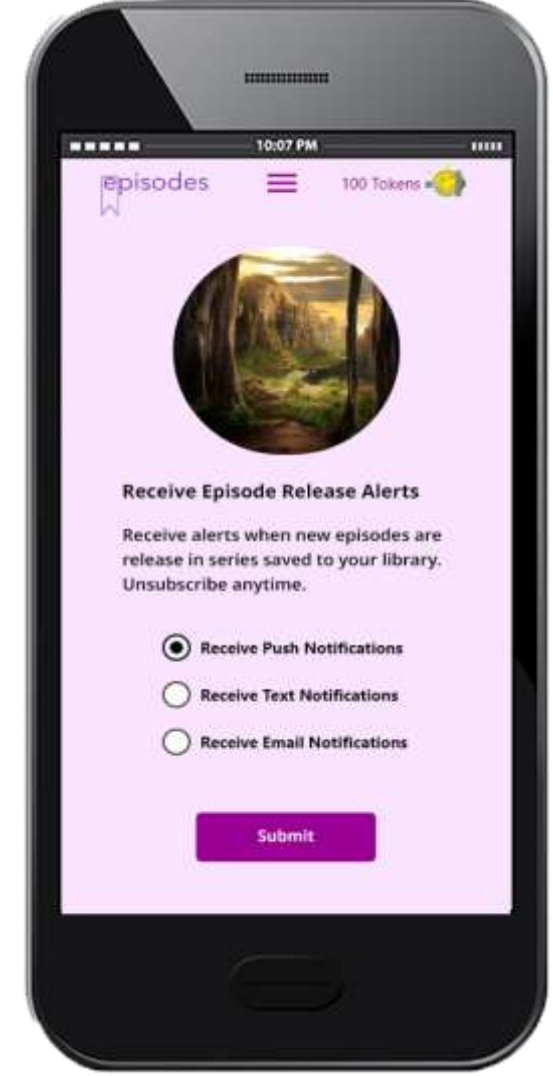 10:07 PM
episodes
100 Tokens
Receive Episode Release Alerts
Receive alerts when new episodes are
release in series saved to your library.
Unsubscribe anytime.
Receive Push Notifications
Receive Text Notifications
Receive Email Notifications
Submit